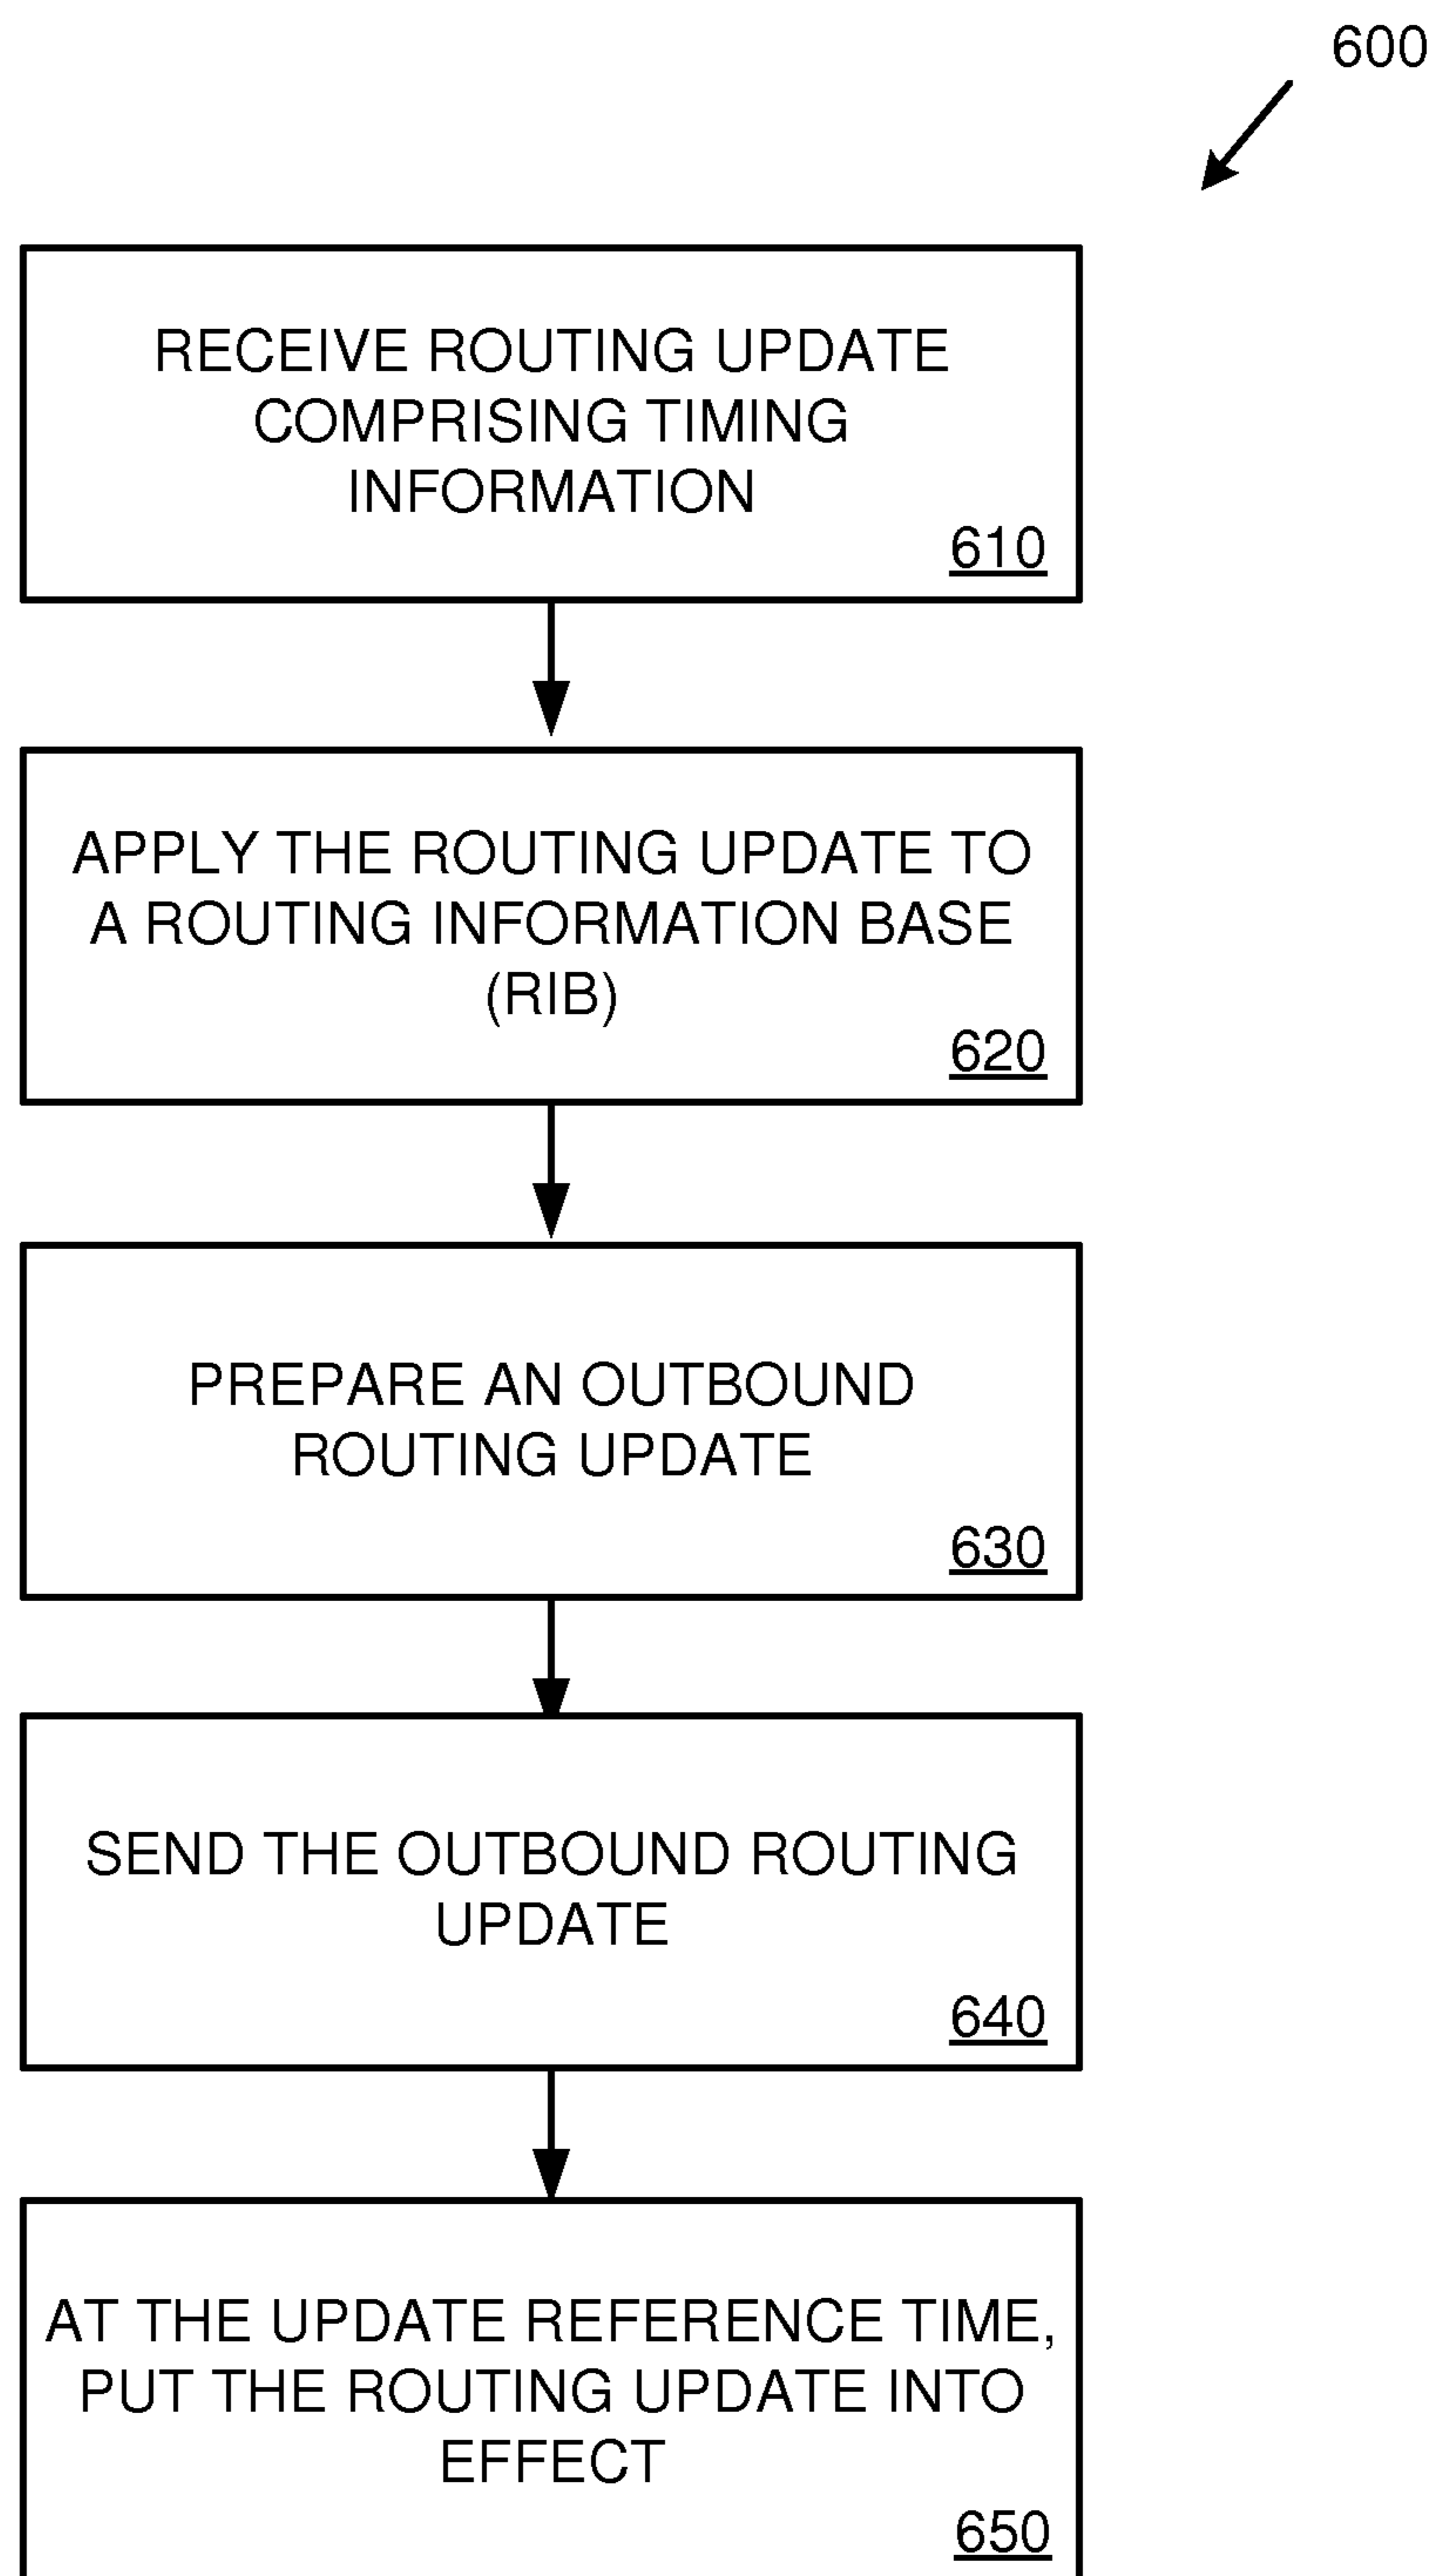 600
RECEIVE ROUTING UPDATE
COMPRISING TIMING
INFORMATION
610
APPLY THE ROUTING UPDATE TO
A ROUTING INFORMATION BASE
(RIB)
620
PREPARE AN OUTBOUND
ROUTING UPDATE
630
SEND THE OUTBOUND ROUTING
UPDATE
640
AT THE UPDATE REFERENCE TIME,
PUT THE ROUTING UPDATE INTO
EFFECT
650